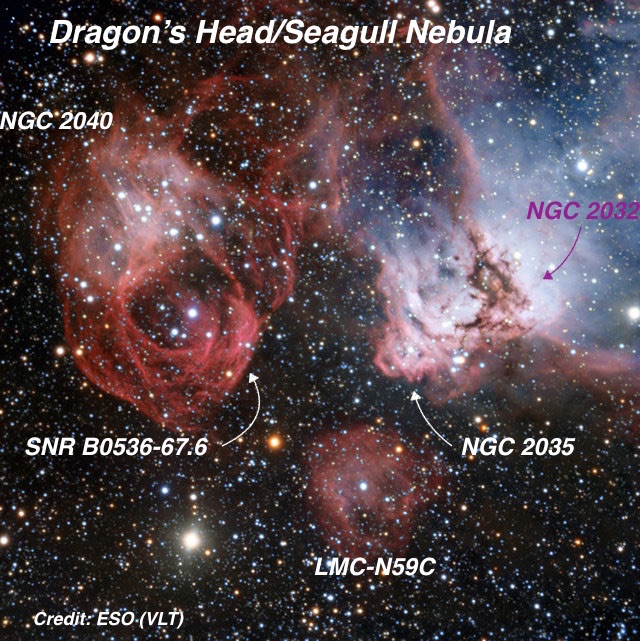 Dragon's Head/Seagull Nebula
NGC 2040
NGC 2032
SNR B0536-67.6
NGC 2035
LMC-N59C
Credit: ESO (VLT)